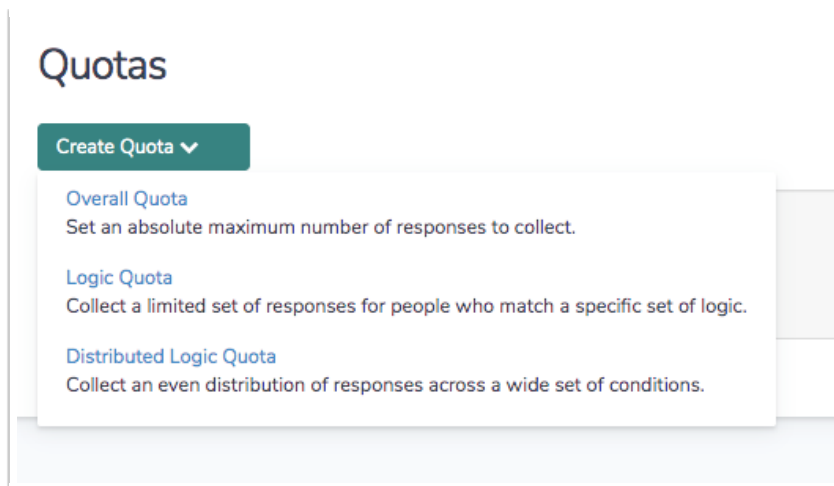 Quotas
Create Quota
Overall Quota
Set an absolute maximum number of responses to collect.
Logic Quota
Collect a limited set of responses for people who match a specific set of logic.
Distributed Logic Quota
Collect an even distribution of responses across a wide set of conditions.